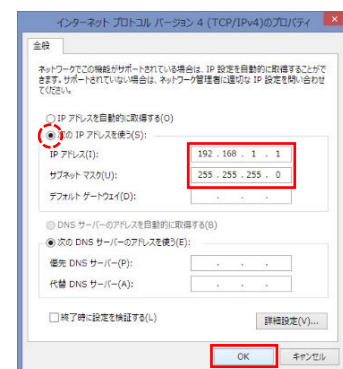 インターネット プロトコル バージョン 4 (TCP/IPv4)のプロパティ
全般
ネットワークでこの機能がサポートされている場合は、IP 設定を自動的に取得することがで
きます。サポートされていない場合は、ネットワーク管理者に適切な IP 設定を問い合わせ
てください。
IP アドレスを自動的に取得する(O)
次の IP アドレスを使う(S):
IP アドレス(I): 192 . 168 . 1 . 1
サブネット マスク(U): 255 . 255 . 255 . 0
デフォルト ゲートウェイ(D): . . .
DNS サーバーのアドレスを自動的に取得する(B)
次の DNS サーバーのアドレスを使う(E):
優先 DNS サーバー(P): . . .
代替 DNS サーバー(A): . . .
終了時に設定を検証する(L)
詳細設定(V)...
OK キャンセル